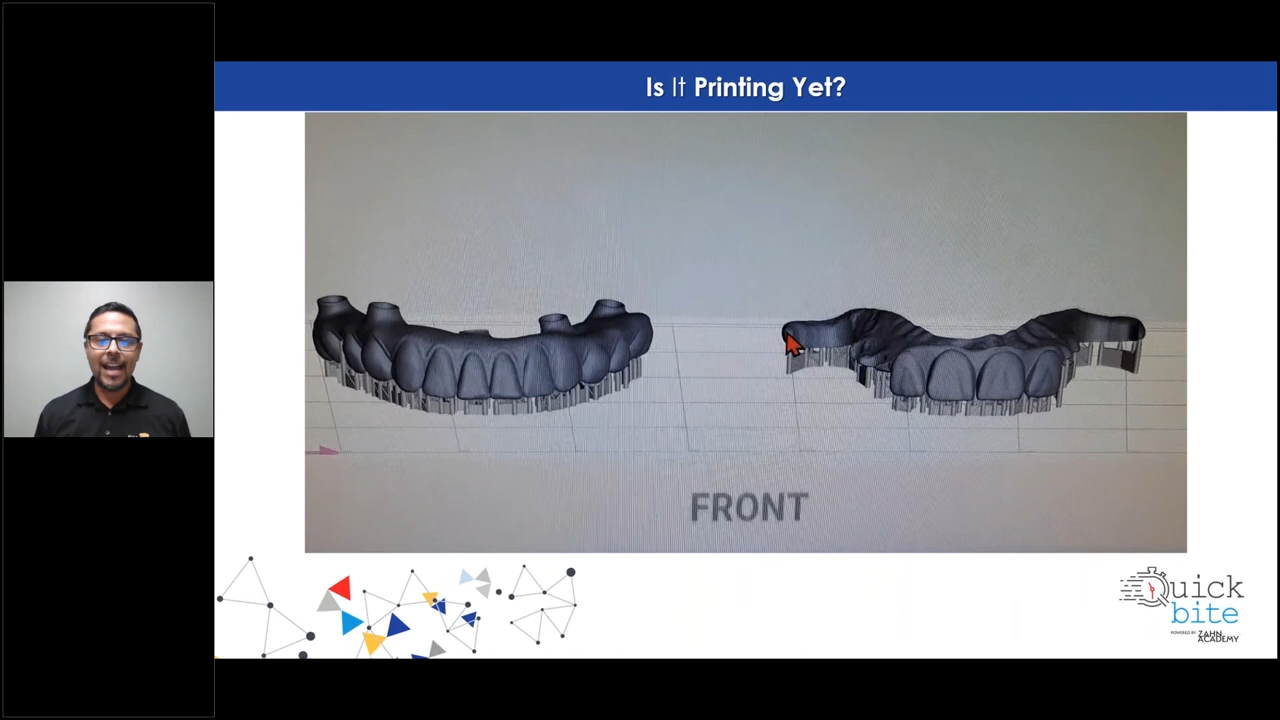 Is It Printing Yet?
FRONT
Quick
bite
POWERED BY ZAHN
ACADEMY